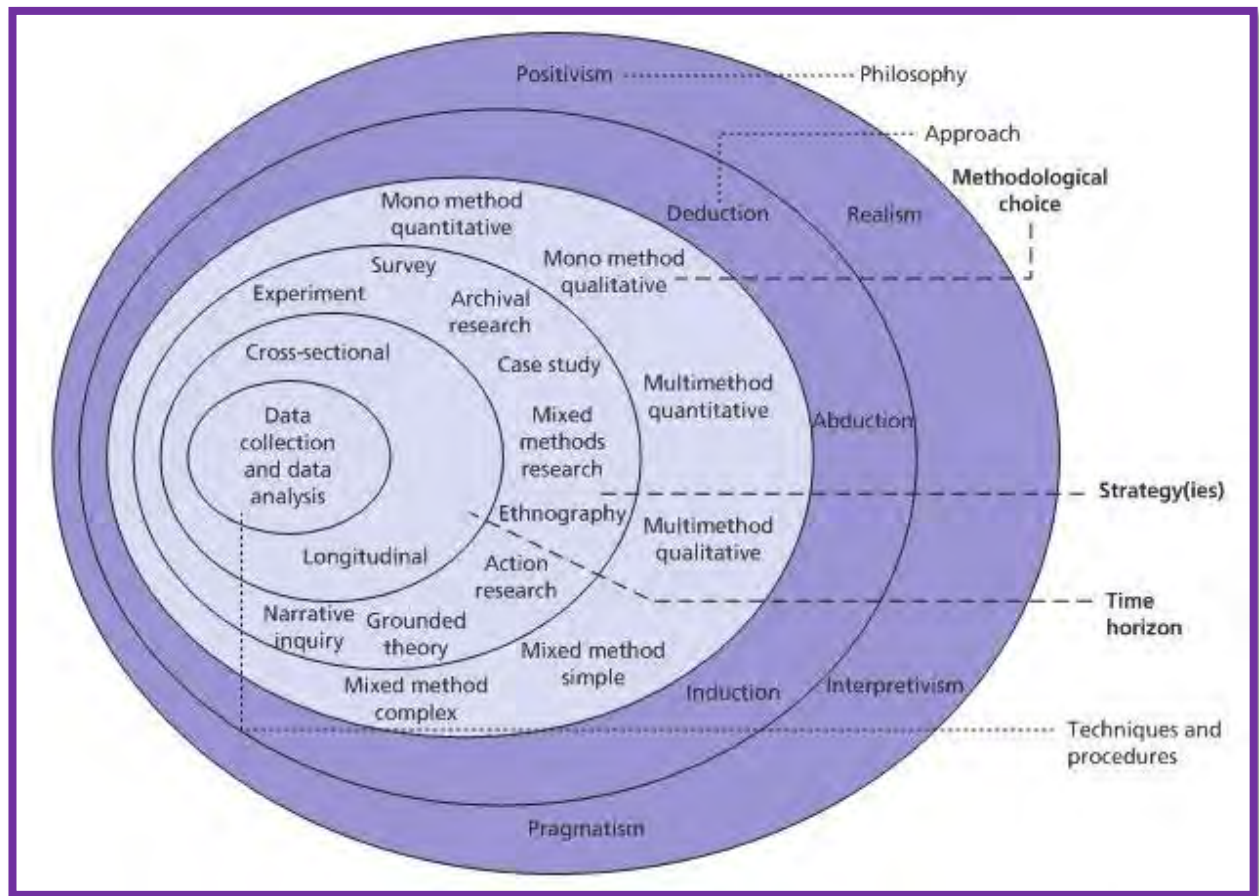 Positivism
Philosophy
Approach
Methodological
choice
Mono method
quantitative
Deduction
Realism
Survey
Mono method
qualitative
Experiment
Archival
research
Cross-sectional
Case study
Multimethod
quantitative
Data
collection
and data
analysis
Mixed
methods
research
Abduction
Strategy(ies)
Ethnography
Multimethod
qualitative
Longitudinal
Action
research
Time
horizon
Narrative
inquiry
Grounded
theory
Mixed method
simple
Mixed method
complex
Induction
Interpretivism
Techniques and
procedures
Pragmatism